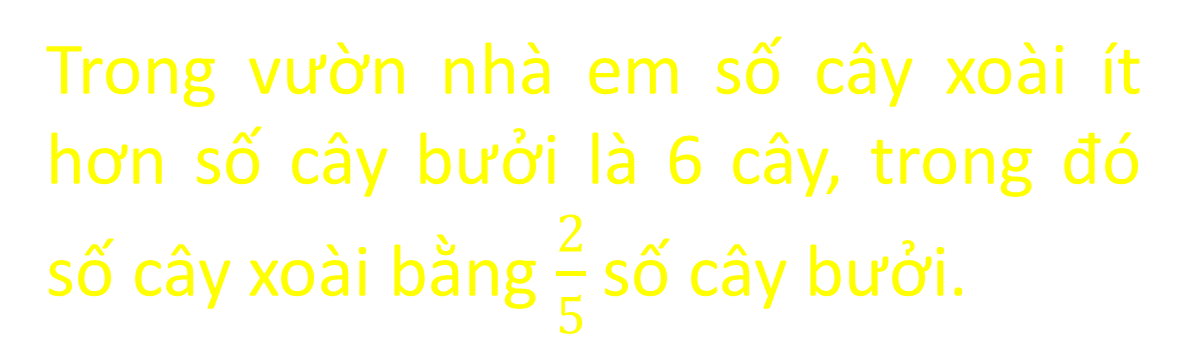 Trong vườn nhà em số cây xoài ít
hơn số cây bưởi là 6 cây, trong đó
số cây xoài bằng 2/5 số cây bưởi.